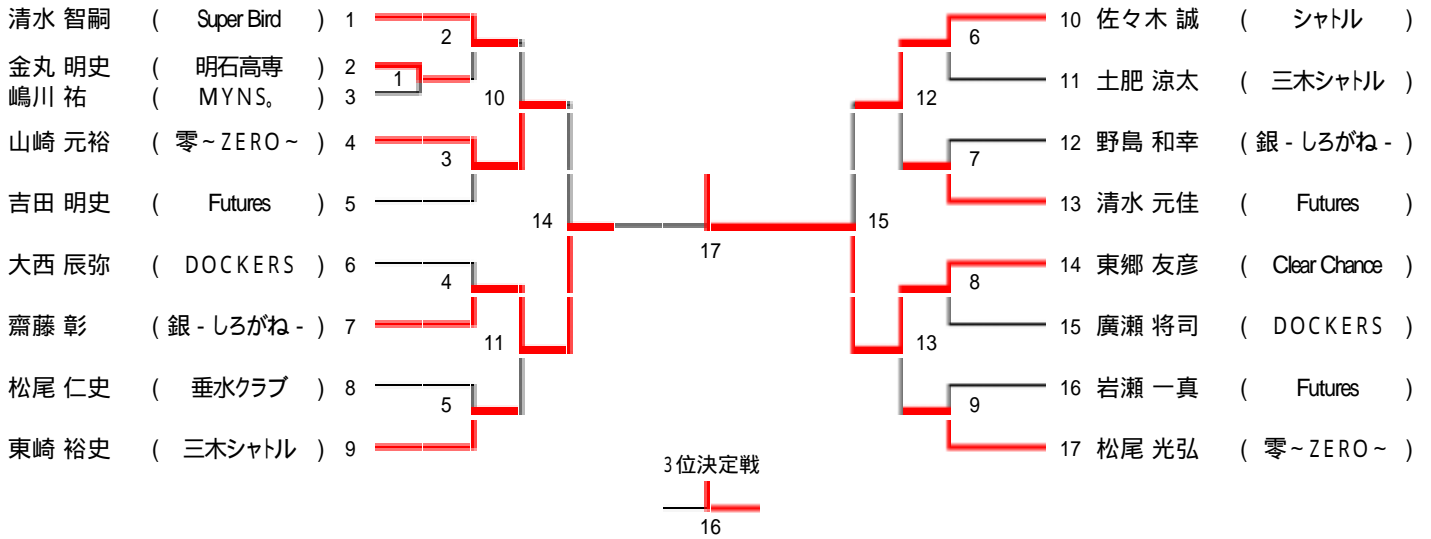 清水 智嗣 ( Super Bird ) 1
2
金丸 明史 ( 明石高専 ) 2
1
嶋川 祐 ( MYNS。 ) 3
10
山崎 元裕 ( 零~ZERO~ ) 4
3
吉田 明史 ( Futures ) 5
14
大西 辰弥 ( DOCKERS ) 6
4
齋藤 彰 ( 銀 - しろがね - ) 7
11
松尾 仁史 ( 垂水クラブ ) 8
5
東崎 裕史 ( 三木シャトル ) 9
17
3位決定戦
16
10 佐々木 誠 ( シャトル )
6
11 土肥 涼太 ( 三木シャトル )
12
12 野島 和幸 ( 銀 - しろがね - )
7
13 清水 元佳 ( Futures )
15
14 東郷 友彦 ( Clear Chance )
8
15 廣瀬 将司 ( DOCKERS )
13
16 岩瀬 一真 ( Futures )
9
17 松尾 光弘 ( 零~ZERO~ )